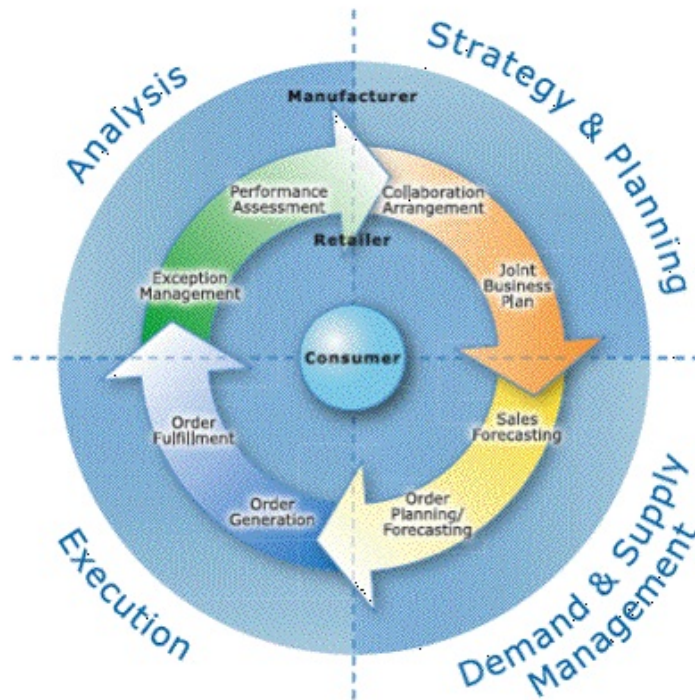 Analysis
Strategy & Planning
Manufacturer
Performance
Assessment
Collaboration
Arrangement
Retailer
Exception
Management
Joint
Business
Plan
Consumer
Order
Fulfillment
Sales
Forecasting
Order
Generation
Order
Planning/
Forecasting
Execution
Demand & Supply
Management